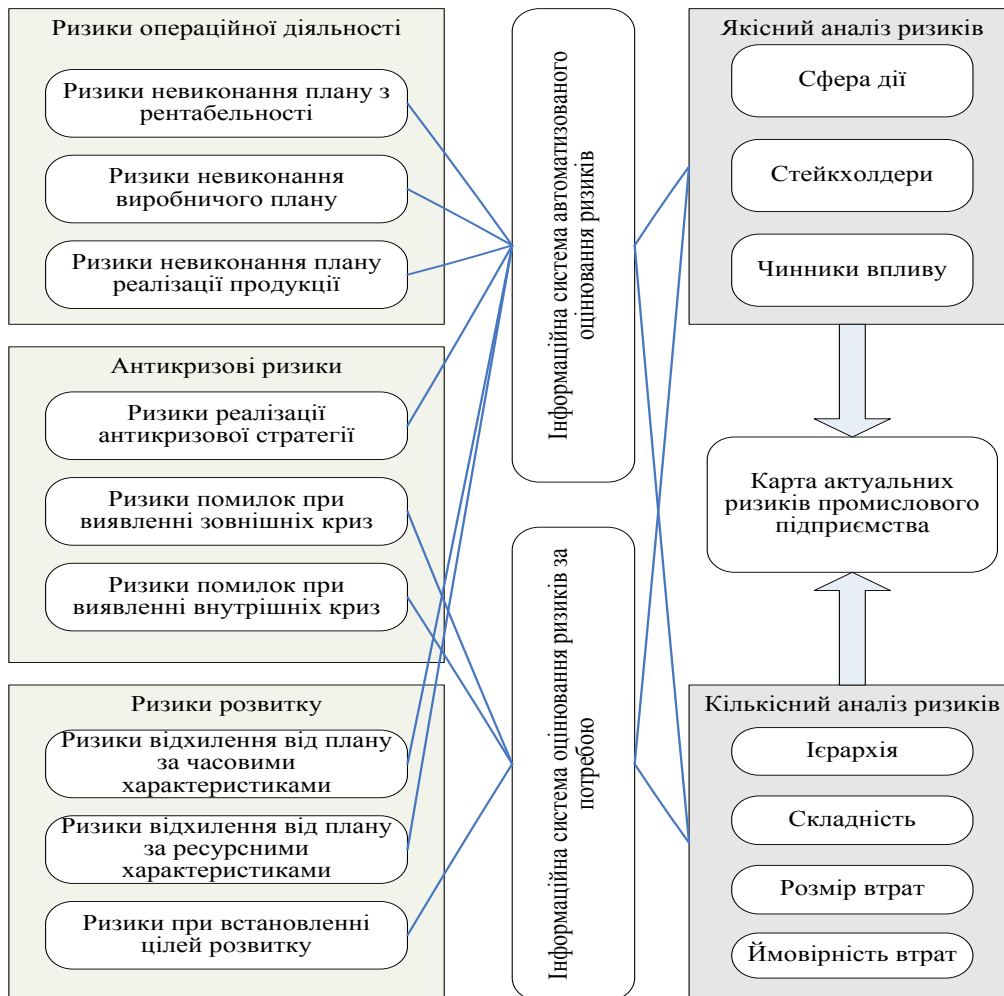 Ризики операційної діяльності
Ризики невиконання плану з
рентабельності
Ризики невиконання
виробничого плану
Ризики невиконання плану
реалізації продукції
Антикризові ризики
Ризики реалізації
антикризової стратегії
Ризики помилок при
виявленні зовнішніх криз
Ризики помилок при
виявленні внутрішніх криз
Ризики розвитку
Ризики відхилення від плану
за часовими
характеристиками
Ризики відхилення від плану
за ресурсними
характеристиками
Ризики при встановленні
цілей розвитку
Інформаційна система автоматизованого
оцінювання ризиків
Інформаційна система оцінювання ризиків за
потребою
Якісний аналіз ризиків
Сфера дії
Стейкхолдери
Чинники впливу
Карта актуальних
ризиків промислового
підприємства
Кількісний аналіз ризиків
Ієрархія
Складність
Розмір втрат
Ймовірність втрат